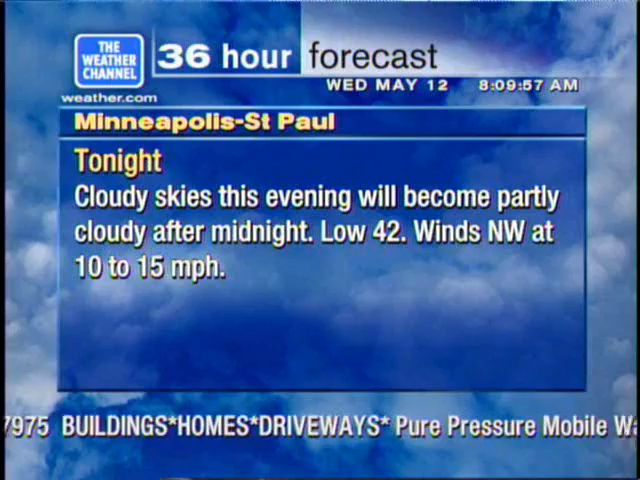 THE
WEATHER
CHANNEL
36 hour forecast
weather.com
WED MAY 12 8:09:57 AM
Minneapolis-St Paul
Tonight
Cloudy skies this evening will become partly
cloudy after midnight. Low 42. Winds NW at
10 to 15 mph.
7975 BUILDINGS*HOMES*DRIVEWAYS* Pure Pressure Mobile